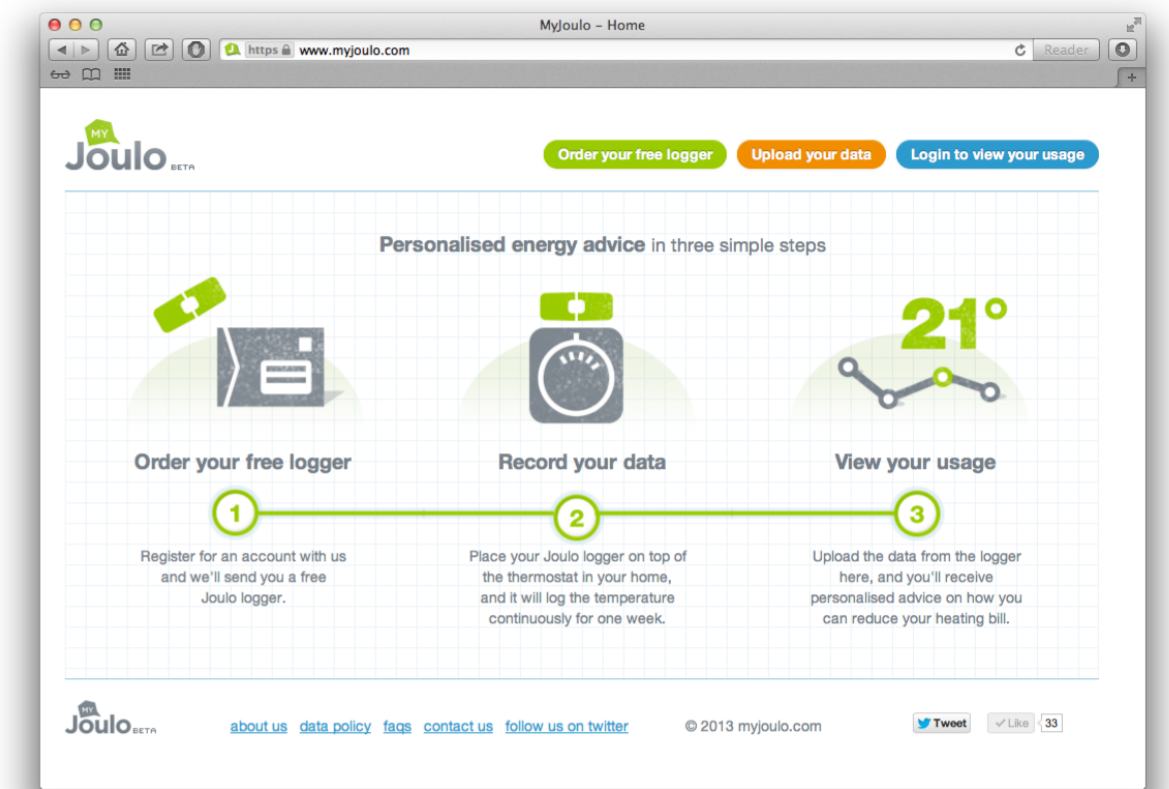 MyJoulo – Home
https www.myjoulo.com
Reader
MY
Joulo BETA
Order your free logger
Upload your data
Login to view your usage
Personalised energy advice in three simple steps
21°
Order your free logger
Record your data
View your usage
1
2
3
Register for an account with us
and we'll send you a free
Joulo logger.
Place your Joulo logger on top of
the thermostat in your home,
and it will log the temperature
continuously for one week.
Upload the data from the logger
here, and you'll receive
personalised advice on how you
can reduce your heating bill.
MY
Joulo BETA
about us data policy faqs contact us follow us on twitter
© 2013 myjoulo.com
Tweet
Like 33